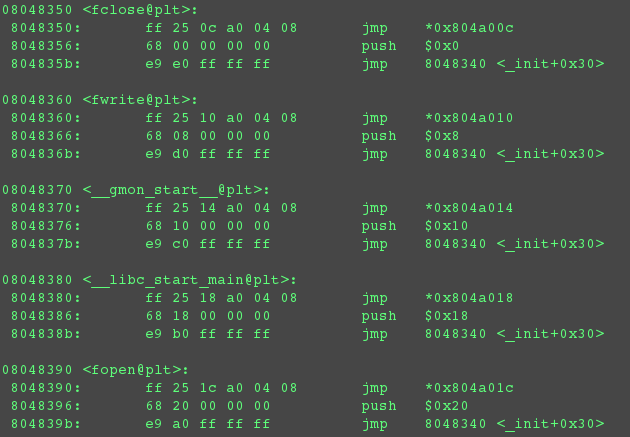 08048350 <fclose@plt>:
 8048350:	ff 25 0c a0 04 08	jmp    *0x804a00c
 8048356:	68 00 00 00 00	push   $0x0
 804835b:	e9 e0 ff ff ff	jmp    8048340 <_init+0x30>

08048360 <fwrite@plt>:
 8048360:	ff 25 10 a0 04 08	jmp    *0x804a010
 8048366:	68 08 00 00 00	push   $0x8
 804836b:	e9 d0 ff ff ff	jmp    8048340 <_init+0x30>

08048370 <__gmon_start__@plt>:
 8048370:	ff 25 14 a0 04 08	jmp    *0x804a014
 8048376:	68 10 00 00 00	push   $0x10
 804837b:	e9 c0 ff ff ff	jmp    8048340 <_init+0x30>

08048380 <__libc_start_main@plt>:
 8048380:	ff 25 18 a0 04 08	jmp    *0x804a018
 8048386:	68 18 00 00 00	push   $0x18
 804838b:	e9 b0 ff ff ff	jmp    8048340 <_init+0x30>

08048390 <fopen@plt>:
 8048390:	ff 25 1c a0 04 08	jmp    *0x804a01c
 8048396:	68 20 00 00 00	push   $0x20
 804839b:	e9 a0 ff ff ff	jmp    8048340 <_init+0x30>